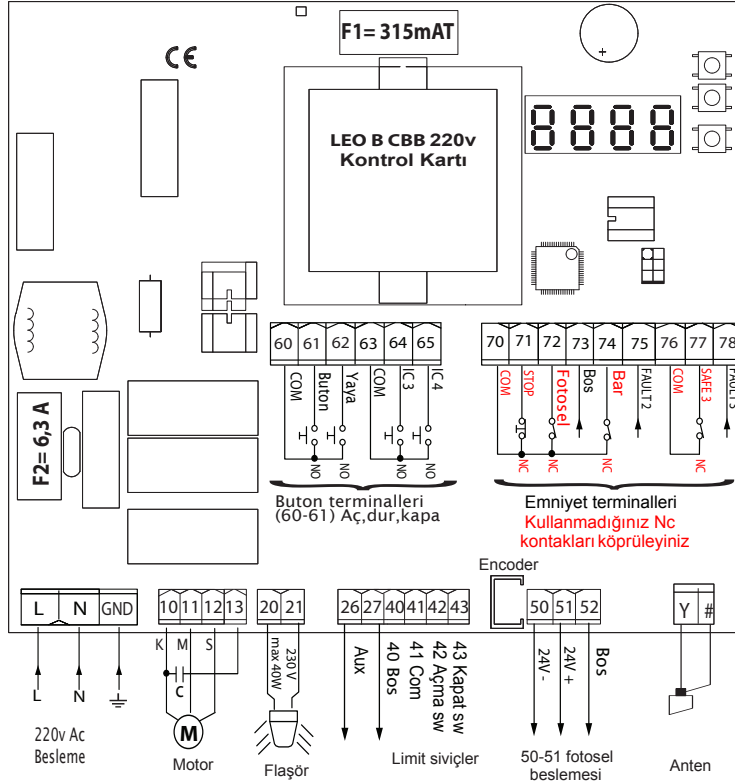 F1= 315mAT
CE
LEO B CBB 220v
Kontrol Kartı
8888
F2= 6,3 A
60 61 62 63 64 65
COM
Buton
Yaya
COM
IC 3
IC 4
NO
NO
NO
NO
Buton terminalleri
(60-61) Aç,dur,kapa
70 71 72 73 74 75 76 77 78
COM
STOP
Fotosel
Bos
Bar
FAULT 2
COM
SAFE 3
FAULT 3
NC
NC
NC
NC
Emniyet terminalleri
Kullanmadığınız Nc
kontakları köprüleyiniz
Encoder
L N GND
10 11 12 13
20 21
26 27 40 41 42 43
50 51 52
Y #
K M S
C
M
L N
220v Ac
Besleme
Motor
230 V
max 40W
Flaşör
Aux
40 Bos
41 Com
42 Açma sw
43 Kapat sw
Limit siviçler
24V -
24V +
Bos
50-51 fotosel
beslemesi
Anten